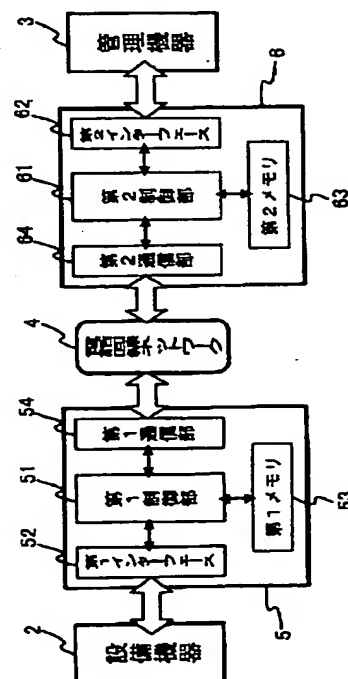 2
設備機器
5
52
第1インターフェース
51
第1制御部
54
第1通信部
53
第1メモリ
4
電話回線ネットワーク
6
64
第2通信部
61
第2制御部
62
第2インターフェース
63
第2メモリ
3
管理機器